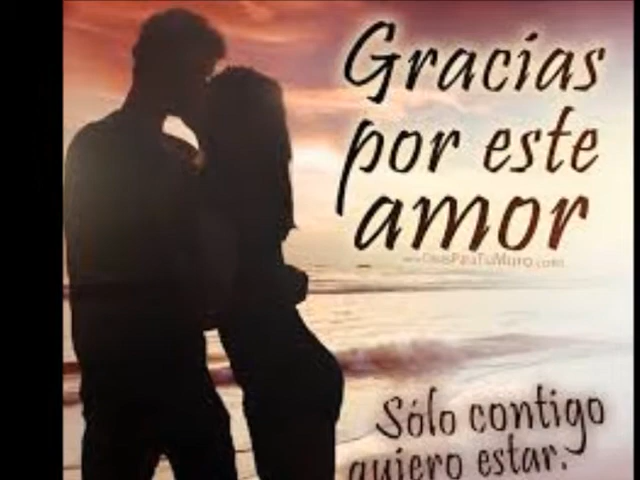 Gracias
por este
amor
Sólo contigo
quiero estar.